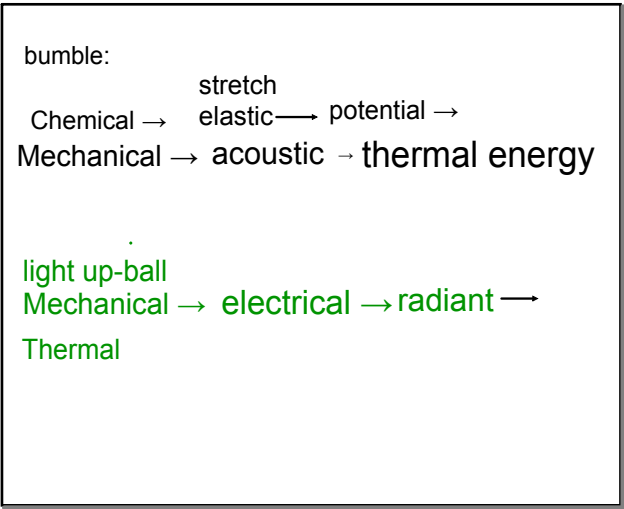 bumble:
stretch
Chemical → elastic → potential →
Mechanical → acoustic → thermal energy
light up-ball
Mechanical → electrical → radiant →
Thermal